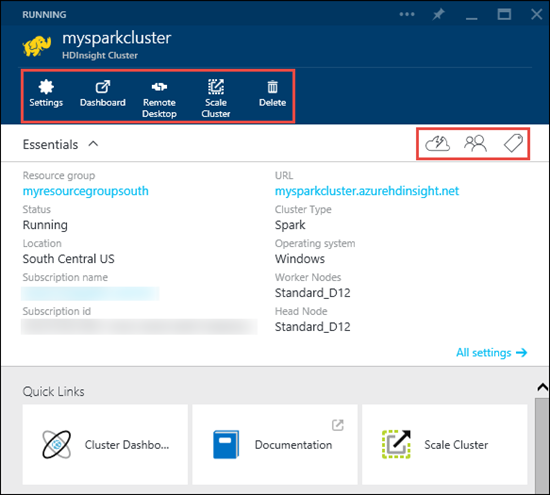 RUNNING
mysparkcluster
HDInsight Cluster
Settings
Dashboard
Remote Desktop
Scale Cluster
Delete
Essentials
Resource group
myresourcegroupsouth
Status
Running
Location
South Central US
Subscription name
Subscription id
URL
mysparkcluster.azurehdinsight.net
Cluster Type
Spark
Operating system
Windows
Worker Nodes
Standard_D12
Head Node
Standard_D12
All settings
Quick Links
Cluster Dashbo...
Documentation
Scale Cluster